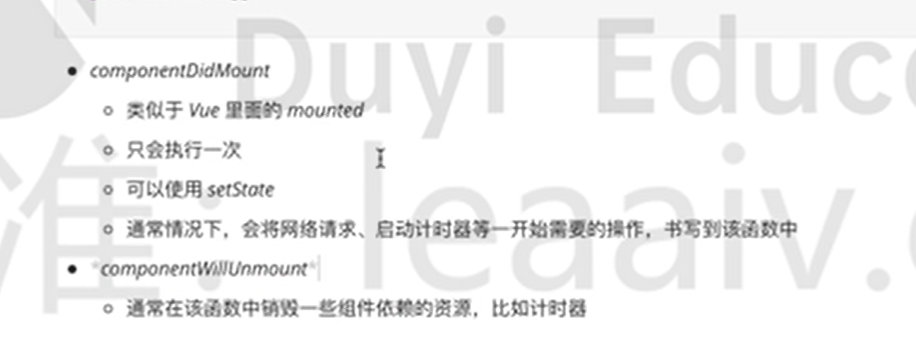 Duyi Educ
componentDidMount
类似于 Vue 里面的 mounted
只会执行一次
可以使用 setState
通常情况下，会将网络请求、启动计时器等一开始需要的操作，书写到该函数中
*componentWillUnmount*
通常在该函数中销毁一些组件依赖的资源，比如计时器
准：leaaiv.c